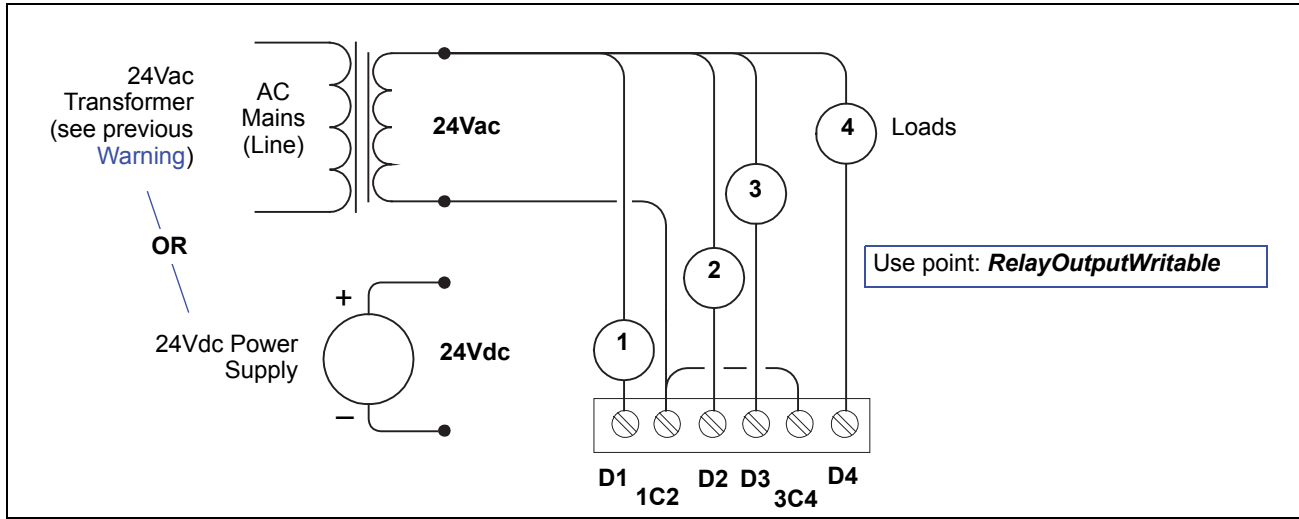 24Vac
Transformer
(see previous
Warning)
AC
Mains
(Line)
24Vac
OR
24Vdc Power
Supply
+
–
24Vdc
1
2
3
4
Loads
Use point: RelayOutputWritable
D1
1C2
D2
D3
3C4
D4